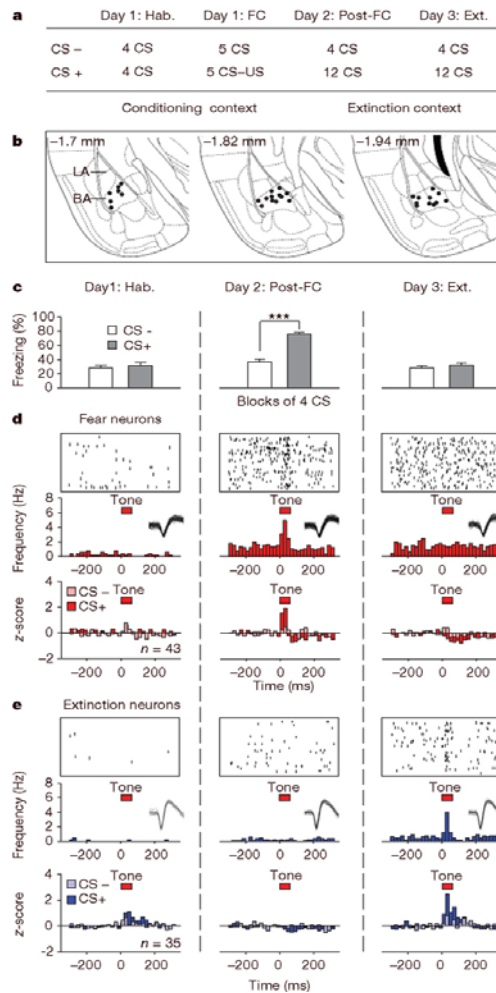 a Day 1: Hab. Day 1: FC Day 2: Post-FC Day 3: Ext.
CS − 4 CS 5 CS 4 CS 4 CS
CS + 4 CS 5 CS–US 12 CS 12 CS
Conditioning context Extinction context
b −1.7 mm −1.82 mm −1.94 mm
LA
BA
c Day1: Hab. Day 2: Post-FC Day 3: Ext.
Freezing (%)
100
80
60
40
20
0
CS -
CS+
***
Blocks of 4 CS
d Fear neurons
Frequency (Hz)
8
6
4
2
0
Tone Tone Tone
−200 0 200 −200 0 200 −200 0 200
z-score
4
2
0
−2
CS −
CS+
Tone Tone Tone
n = 43
Time (ms)
e Extinction neurons
Frequency (Hz)
8
6
4
2
0
Tone Tone Tone
−200 0 200 −200 0 200 −200 0 200
z-score
4
2
0
−2
CS −
CS+
Tone Tone Tone
n = 35
−200 0 200 −200 0 200 −200 0 200
Time (ms) Time (ms) Time (ms)